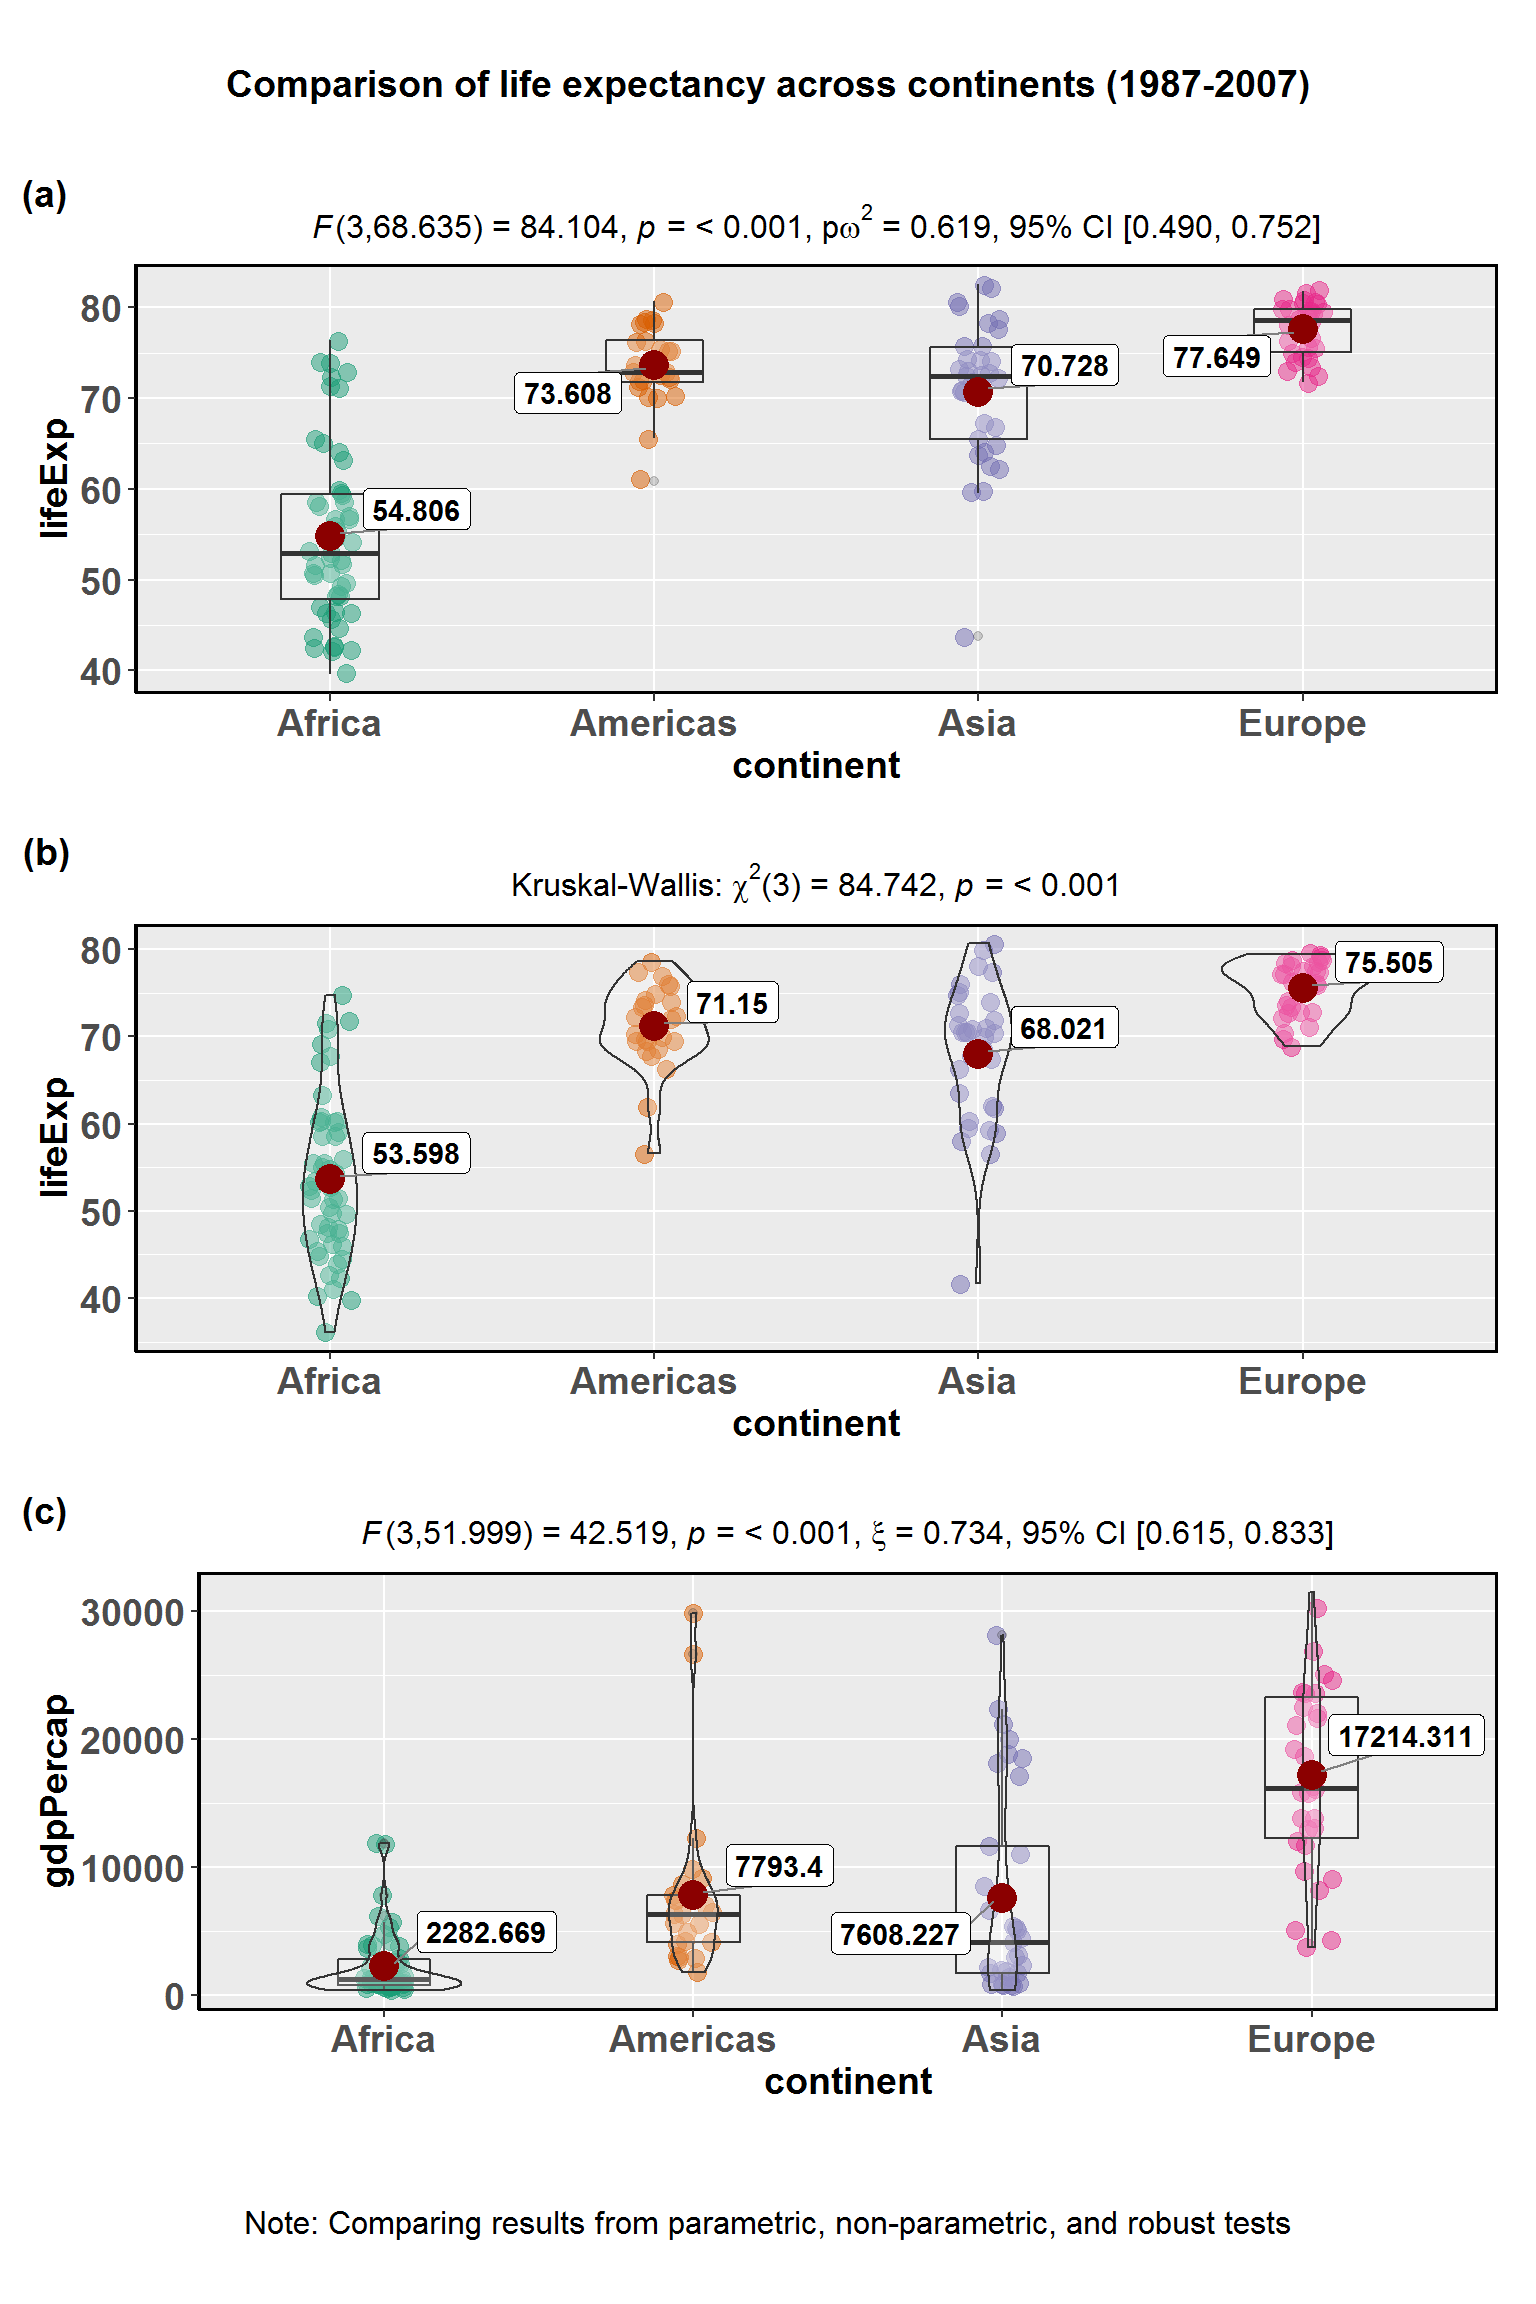 Comparison of life expectancy across continents (1987-2007)
(a)
F(3,68.635) = 84.104, p = < 0.001, pω² = 0.619, 95% CI [0.490, 0.752]
lifeExp
80
70
60
50
40
54.806
73.608
70.728
77.649
Africa Americas Asia Europe
continent
(b)
Kruskal-Wallis: χ²(3) = 84.742, p = < 0.001
lifeExp
80
70
60
50
40
53.598
71.15
68.021
75.505
Africa Americas Asia Europe
continent
(c)
F(3,51.999) = 42.519, p = < 0.001, ξ = 0.734, 95% CI [0.615, 0.833]
gdpPercap
30000
20000
10000
0
2282.669
7793.4
7608.227
17214.311
Africa Americas Asia Europe
continent
Note: Comparing results from parametric, non-parametric, and robust tests